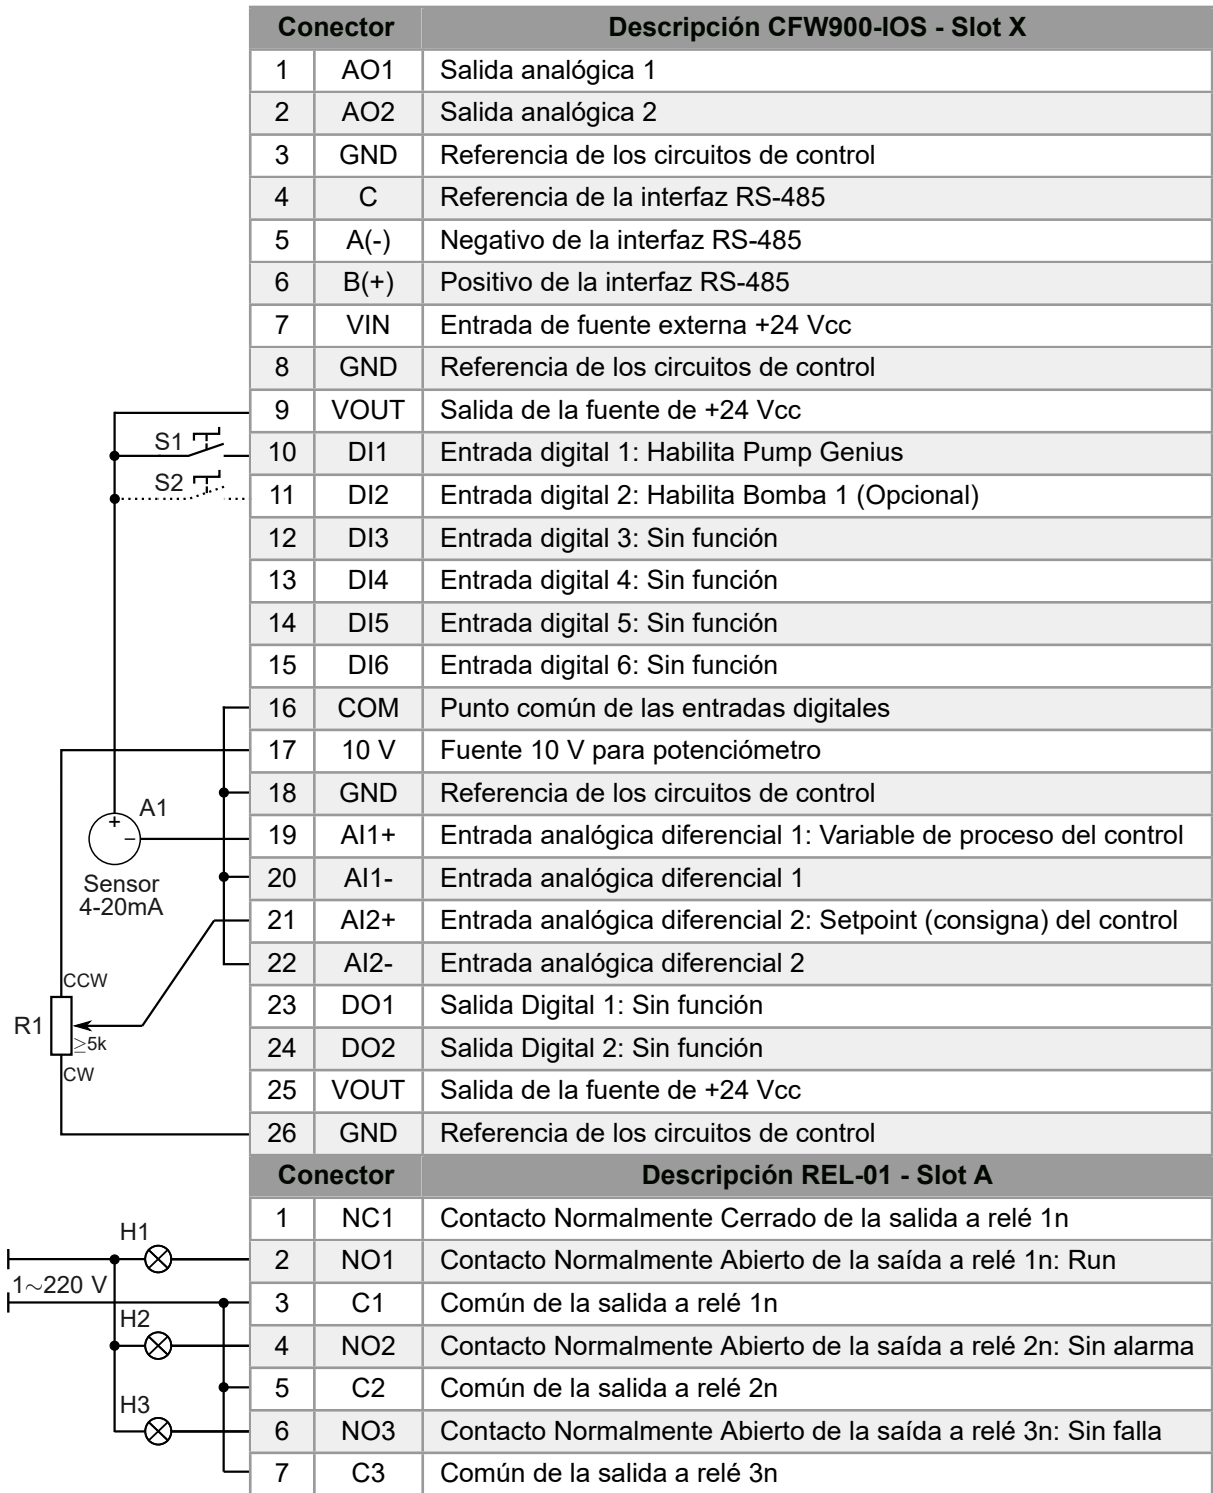 Conector Descripción CFW900-IOS - Slot X
1 AO1 Salida analógica 1
2 AO2 Salida analógica 2
3 GND Referencia de los circuitos de control
4 C Referencia de la interfaz RS-485
5 A(-) Negativo de la interfaz RS-485
6 B(+) Positivo de la interfaz RS-485
7 VIN Entrada de fuente externa +24 Vcc
8 GND Referencia de los circuitos de control
9 VOUT Salida de la fuente de +24 Vcc
S1 10 DI1 Entrada digital 1: Habilita Pump Genius
S2 11 DI2 Entrada digital 2: Habilita Bomba 1 (Opcional)
12 DI3 Entrada digital 3: Sin función
13 DI4 Entrada digital 4: Sin función
14 DI5 Entrada digital 5: Sin función
15 DI6 Entrada digital 6: Sin función
16 COM Punto común de las entradas digitales
17 10 V Fuente 10 V para potenciómetro
18 GND Referencia de los circuitos de control
A1
+
−
19 AI1+ Entrada analógica diferencial 1: Variable de proceso del control
Sensor
4-20mA
20 AI1- Entrada analógica diferencial 1
21 AI2+ Entrada analógica diferencial 2: Setpoint (consigna) del control
22 AI2- Entrada analógica diferencial 2
CCW
23 DO1 Salida Digital 1: Sin función
R1
≥5k
24 DO2 Salida Digital 2: Sin función
CW
25 VOUT Salida de la fuente de +24 Vcc
26 GND Referencia de los circuitos de control
Conector Descripción REL-01 - Slot A
1 NC1 Contacto Normalmente Cerrado de la salida a relé 1n
H1
2 NO1 Contacto Normalmente Abierto de la saída a relé 1n: Run
1~220 V
3 C1 Común de la salida a relé 1n
H2
4 NO2 Contacto Normalmente Abierto de la saída a relé 2n: Sin alarma
5 C2 Común de la salida a relé 2n
H3
6 NO3 Contacto Normalmente Abierto de la saída a relé 3n: Sin falla
7 C3 Común de la salida a relé 3n